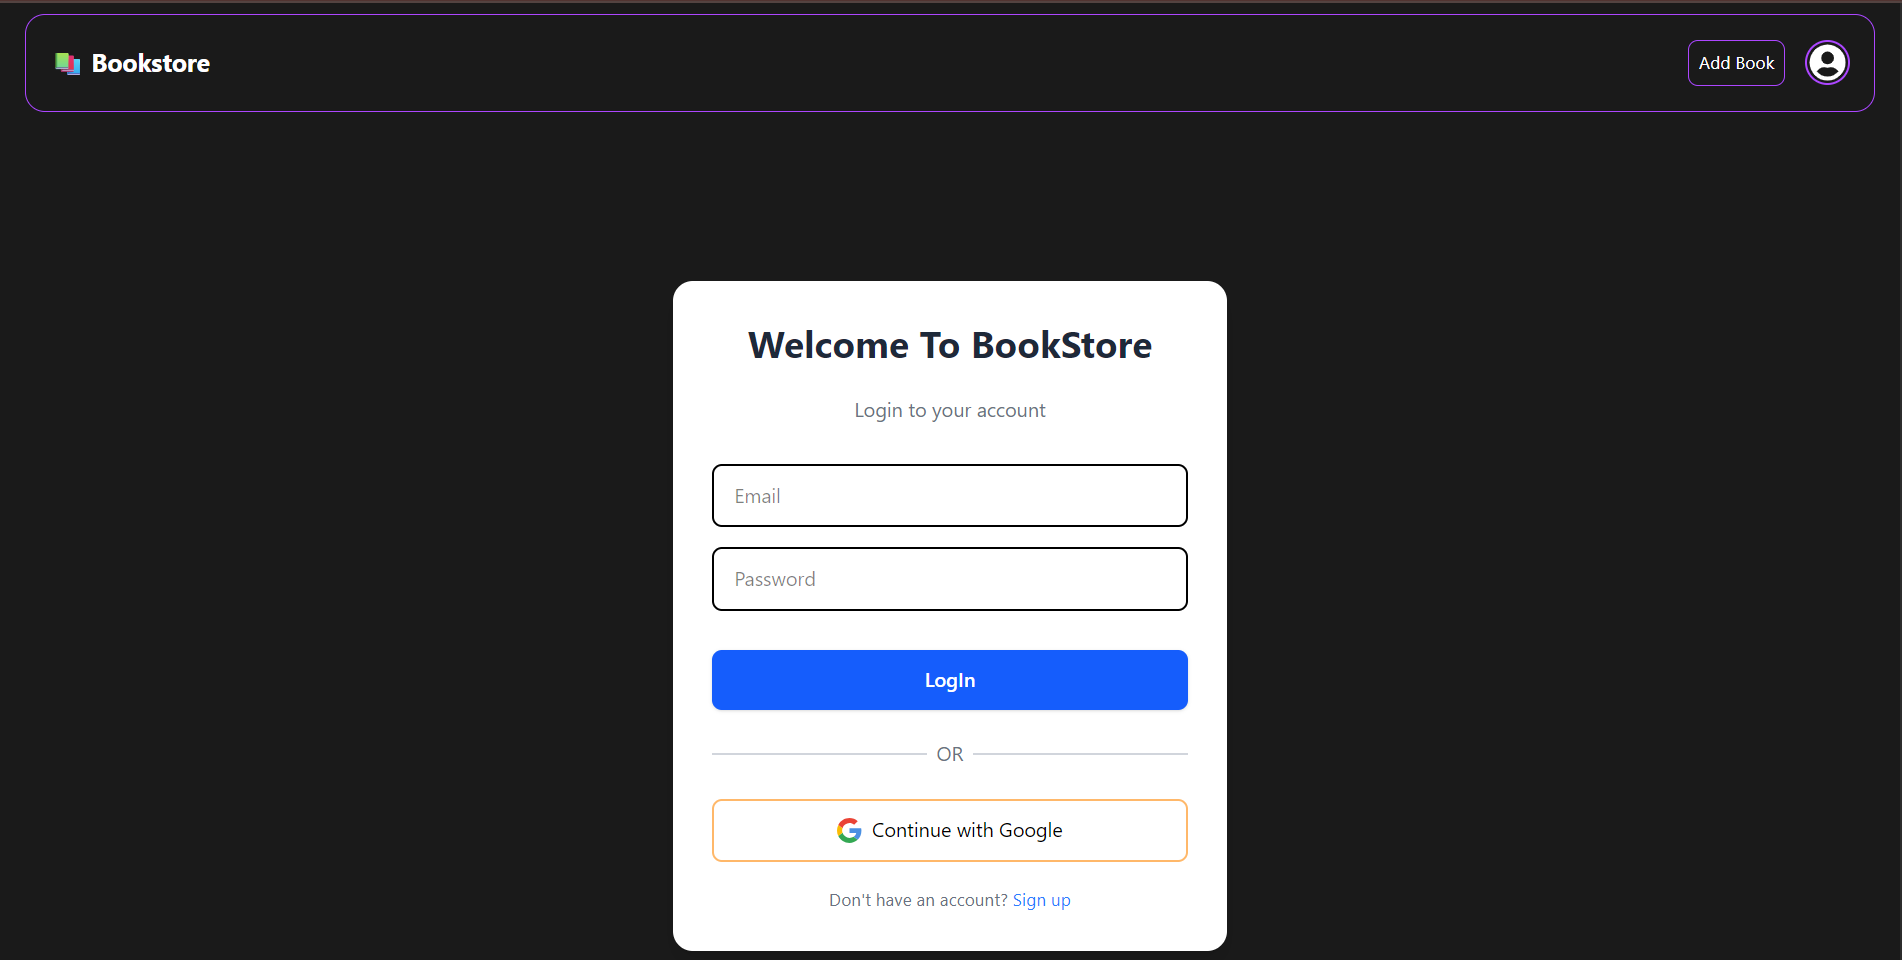 Bookstore
Add Book
Welcome To BookStore
Login to your account
Email
Password
LogIn
OR
Continue with Google
Don't have an account? Sign up